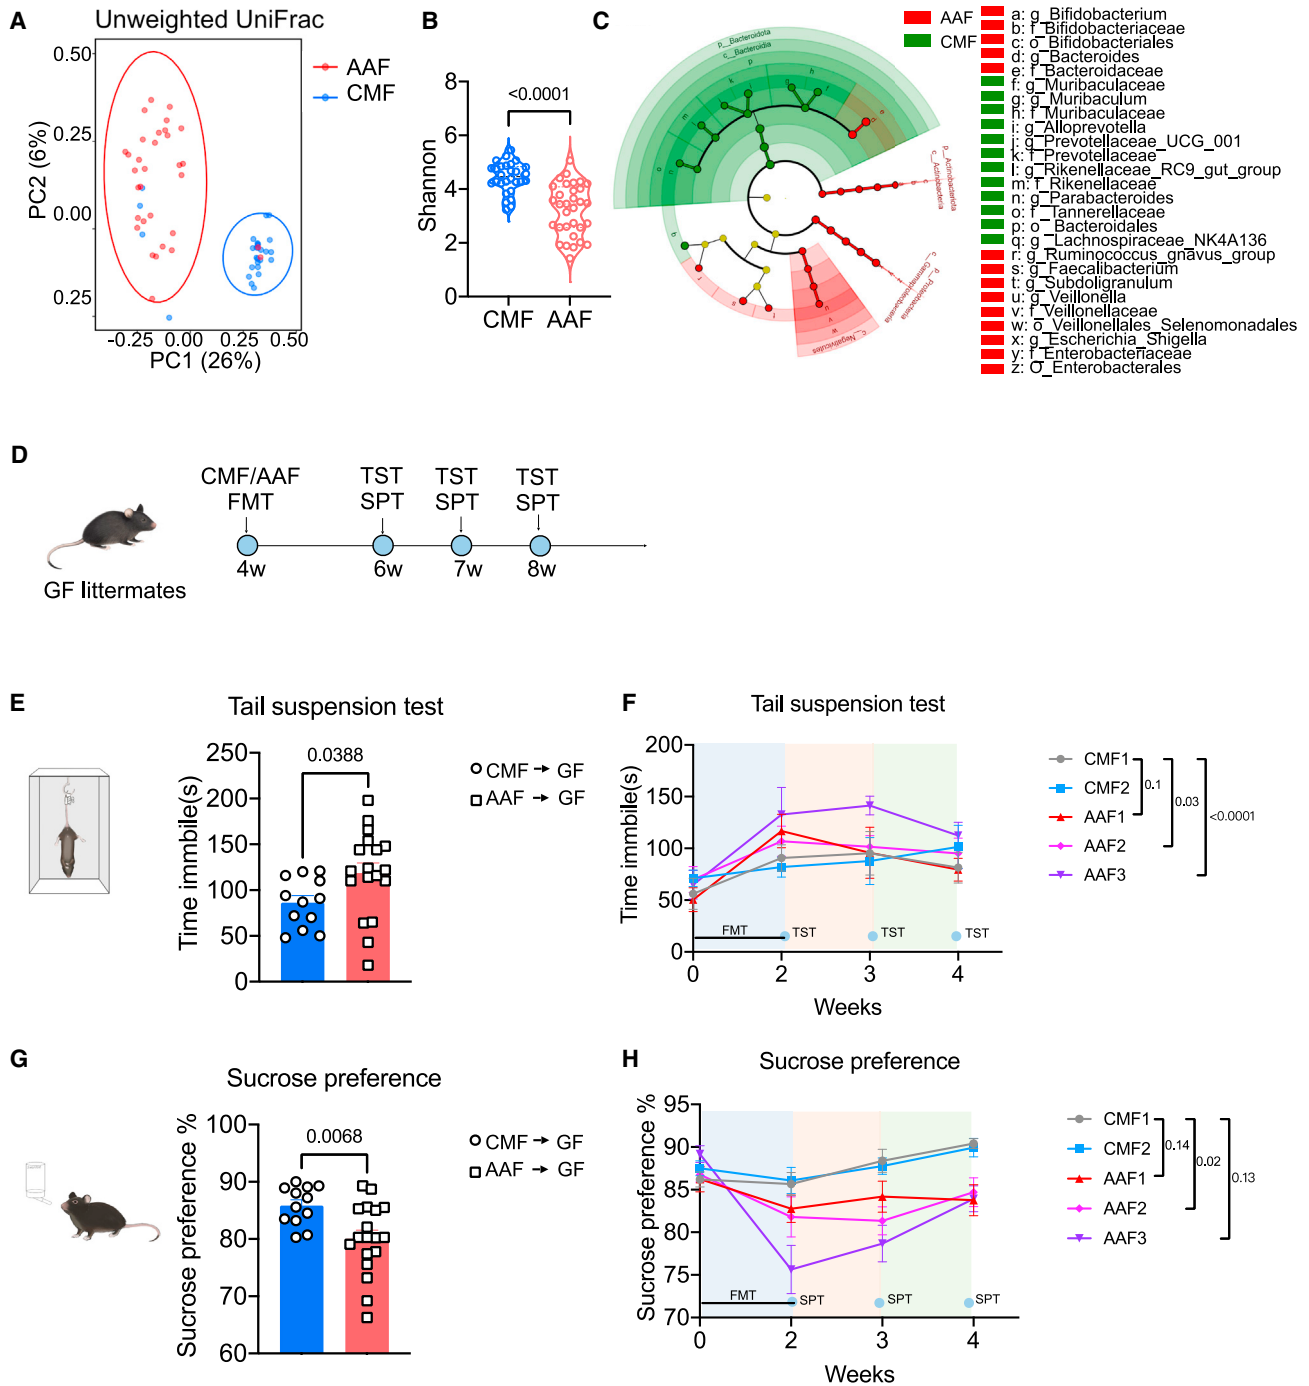 A
Unweighted UniFrac
0.50
0.25
0.00
0.25
PC2 (6%)
-0.25
0.00
0.25
0.50
PC1 (26%)
AAF
CMF
B
8
6
4
2
0
Shannon
<0.0001
CMF
AAF
C
AAF
CMF
p__Bacteroidota
c__Bacteroidia
p__Actinobacteriota
c__Actinobacteria
p__Proteobacteria
c__Gammaproteobacteria
c__Negativicutes
a: g_Bifidobacterium
b: f_Bifidobacteriaceae
c: o_Bifidobacteriales
d: g_Bacteroides
e: f_Bacteroidaceae
f: g_Muribaculaceae
g: g_Muribaculum
h: f_Muribaculaceae
i: g_Alloprevotella
j: g_Prevotellaceae_UCG_001
k: f_Prevotellaceae
l: g_Rikenellaceae_RC9_gut_group
m: f_Rikenellaceae
n: g_Parabacteroides
o: f_Tannerellaceae
p: o_Bacteroidales
q: g_Lachnospiraceae_NK4A136
r: g_Ruminococcus_gnavus_group
s: g_Faecalibacterium
t: g_Subdoligranulum
u: g_Veillonella
v: f_Veillonellaceae
w: o_Veillonellales_Selenomonadales
x: g_Escherichia_Shigella
y: f_Enterobacteriaceae
z: O_Enterobacterales
D
GF littermates
CMF/AAF
FMT
TST
SPT
TST
SPT
TST
SPT
4w
6w
7w
8w
E
Tail suspension test
250
200
150
100
50
0
Time immbile(s)
0.0388
CMF → GF
AAF → GF
F
Tail suspension test
200
150
100
50
0
Time immobile(s)
FMT
TST
TST
TST
0
2
3
4
Weeks
CMF1
CMF2
AAF1
AAF2
AAF3
0.1
0.03
<0.0001
G
Sucrose preference
100
90
80
70
60
Sucrose preference %
0.0068
CMF → GF
AAF → GF
H
Sucrose preference
95
90
85
80
75
70
Sucrose preference %
FMT
SPT
SPT
SPT
0
2
3
4
Weeks
CMF1
CMF2
AAF1
AAF2
AAF3
0.14
0.02
0.13